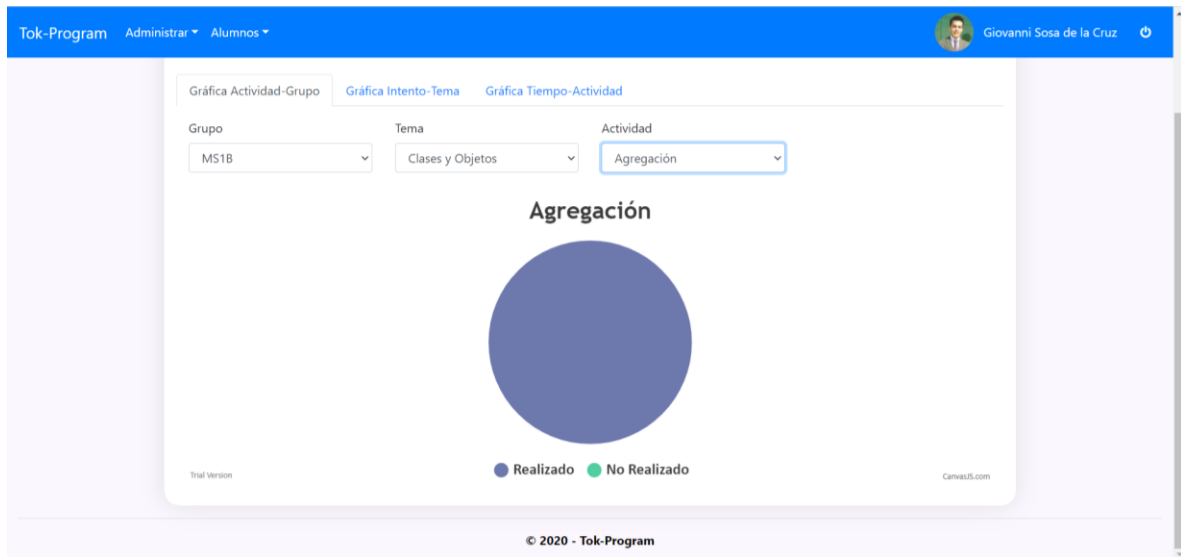 Tok-Program Administrar Alumnos Giovanni Sosa de la Cruz
Gráfica Actividad-Grupo Gráfica Intento-Tema Gráfica Tiempo-Actividad
Grupo Tema Actividad
MS1B Clases y Objetos Agregación
Agregación
Realizado No Realizado
Trial Version CanvasJS.com
© 2020 - Tok-Program